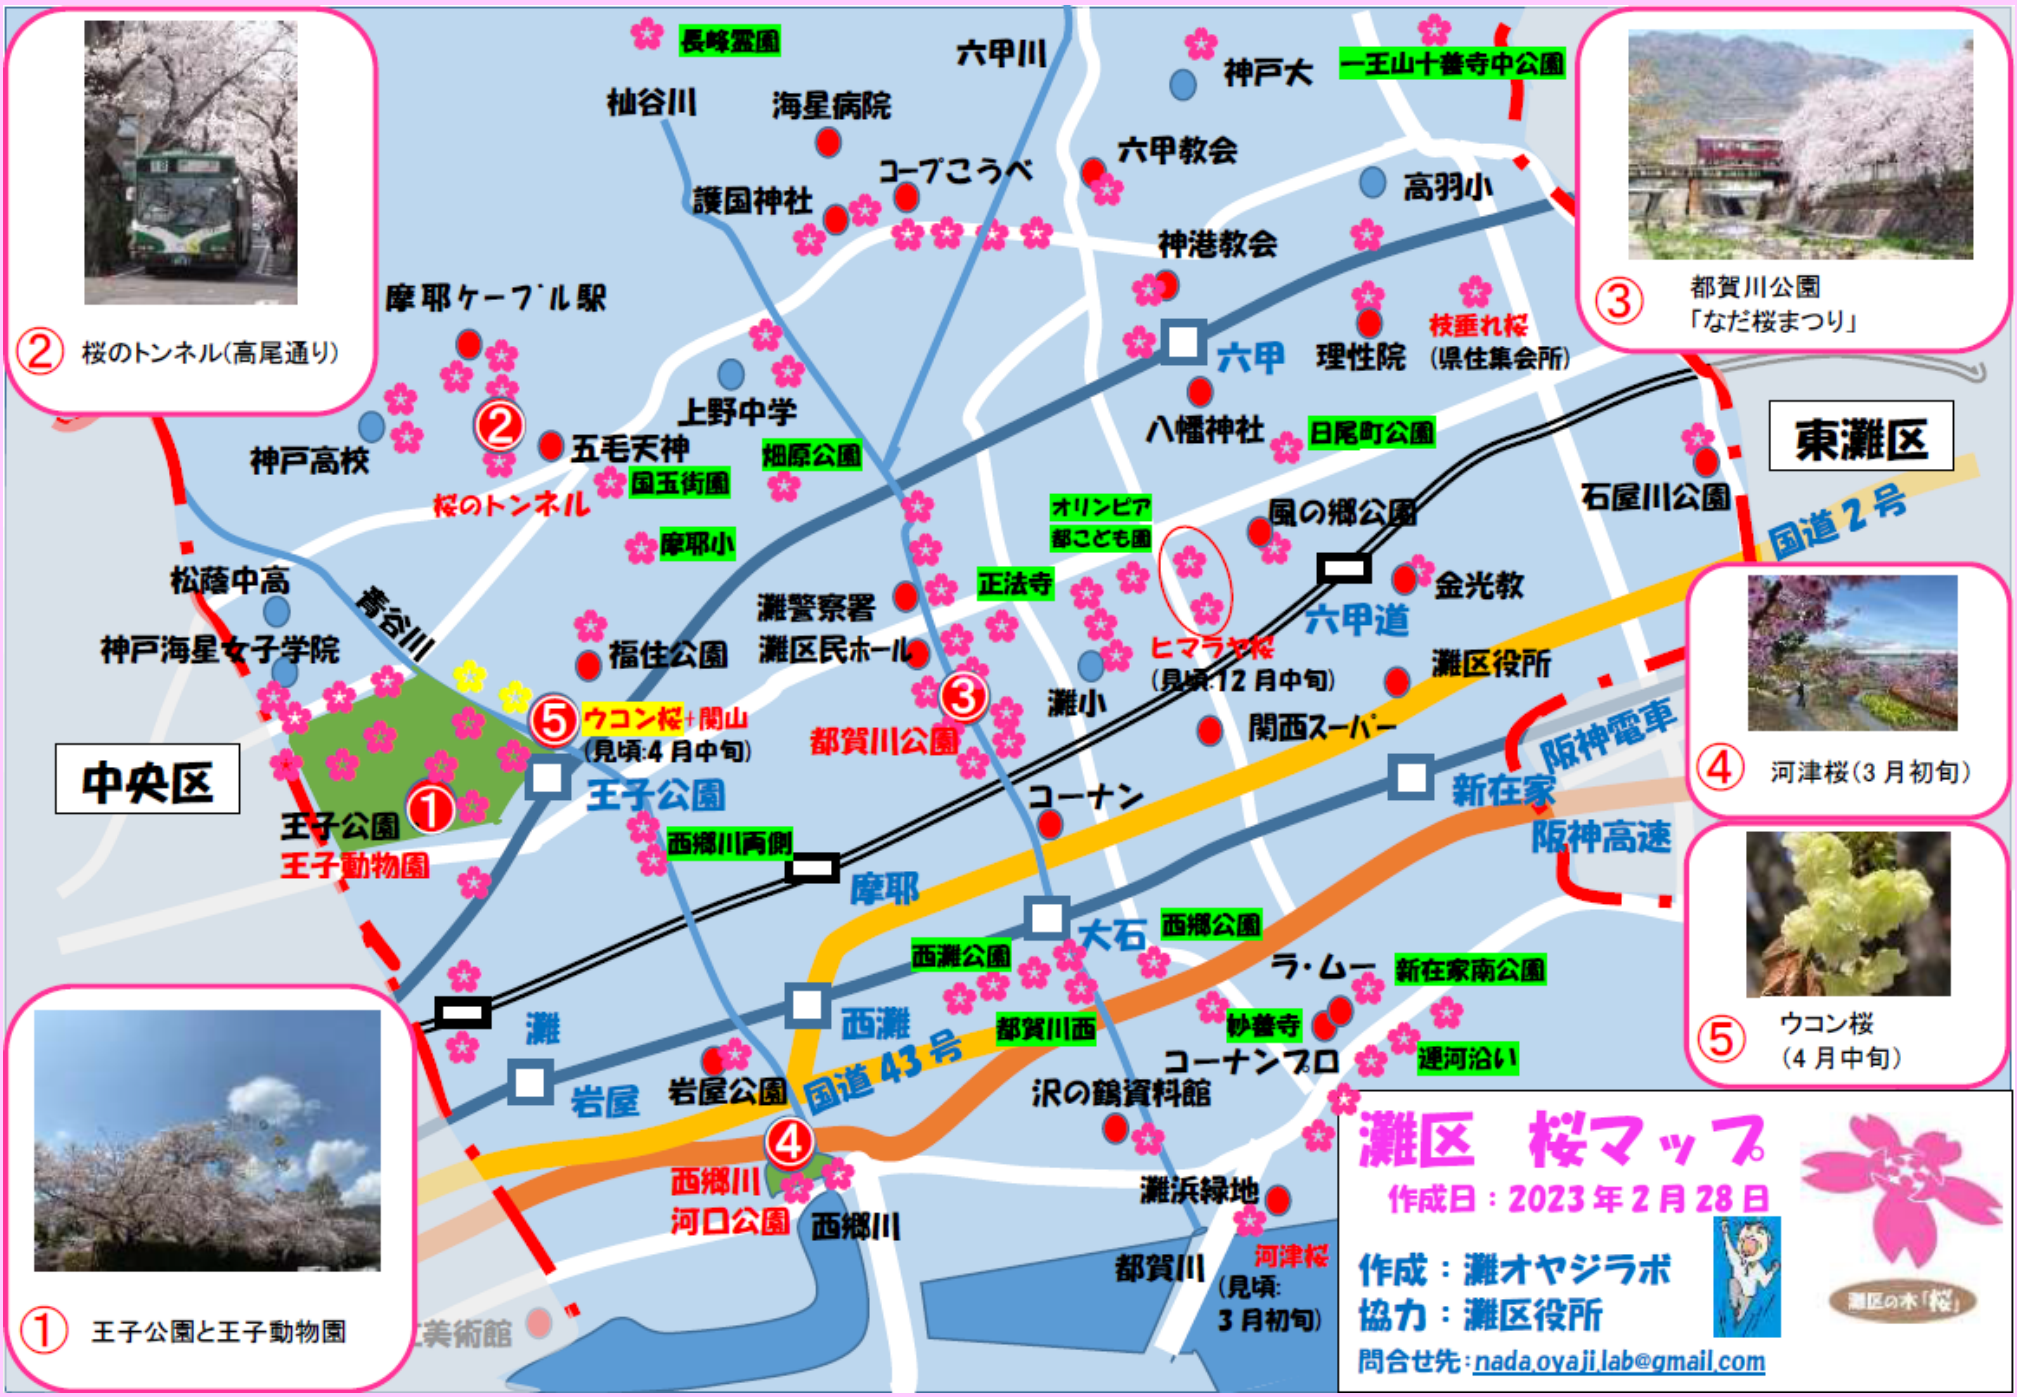 長峰霊園
六甲川
神戸大
一王山十善寺中公園
杣谷川
海星病院
コープこうべ
六甲教会
高羽小
護国神社
神港教会
③
都賀川公園
「なだ桜まつり」
②
桜のトンネル(高尾通り)
摩耶ケーブル駅
六甲
理性院
枝垂れ桜
(県住集会所)
上野中学
八幡神社
日尾町公園
東灘区
神戸高校
②
五毛天神
畑原公園
国玉街園
石屋川公園
桜のトンネル
オリンピア
都こども園
風の郷公園
国道2号
摩耶小
松蔭中高
青谷川
正法寺
灘警察署
金光教
六甲道
神戸海星女子学院
福住公園
灘区民ホール
ヒマラヤ桜
(見頃:12月中旬)
灘区役所
③
灘小
⑤
ウコン桜+関山
(見頃:4月中旬)
都賀川公園
関西スーパー
阪神電車
④
河津桜(3月初旬)
中央区
王子公園
コーナン
新在家
阪神高速
①
王子公園
王子動物園
西郷川両側
摩耶
大石
西郷公園
西灘公園
ラ・ムー
新在家南公園
灘
西灘
都賀川西
妙善寺
コーナンプロ
運河沿い
⑤
ウコン桜
(4月中旬)
岩屋
岩屋公園
国道43号
沢の鶴資料館
④
西郷川
河口公園
西郷川
灘浜緑地
都賀川
河津桜
(見頃:
3月初旬)
美術館
①
王子公園と王子動物園
灘区 桜マップ
作成日:2023年2月28日
作成:灘オヤジラボ
協力:灘区役所
問合せ先:nada.oyaji.lab@gmail.com
灘区の木「桜」